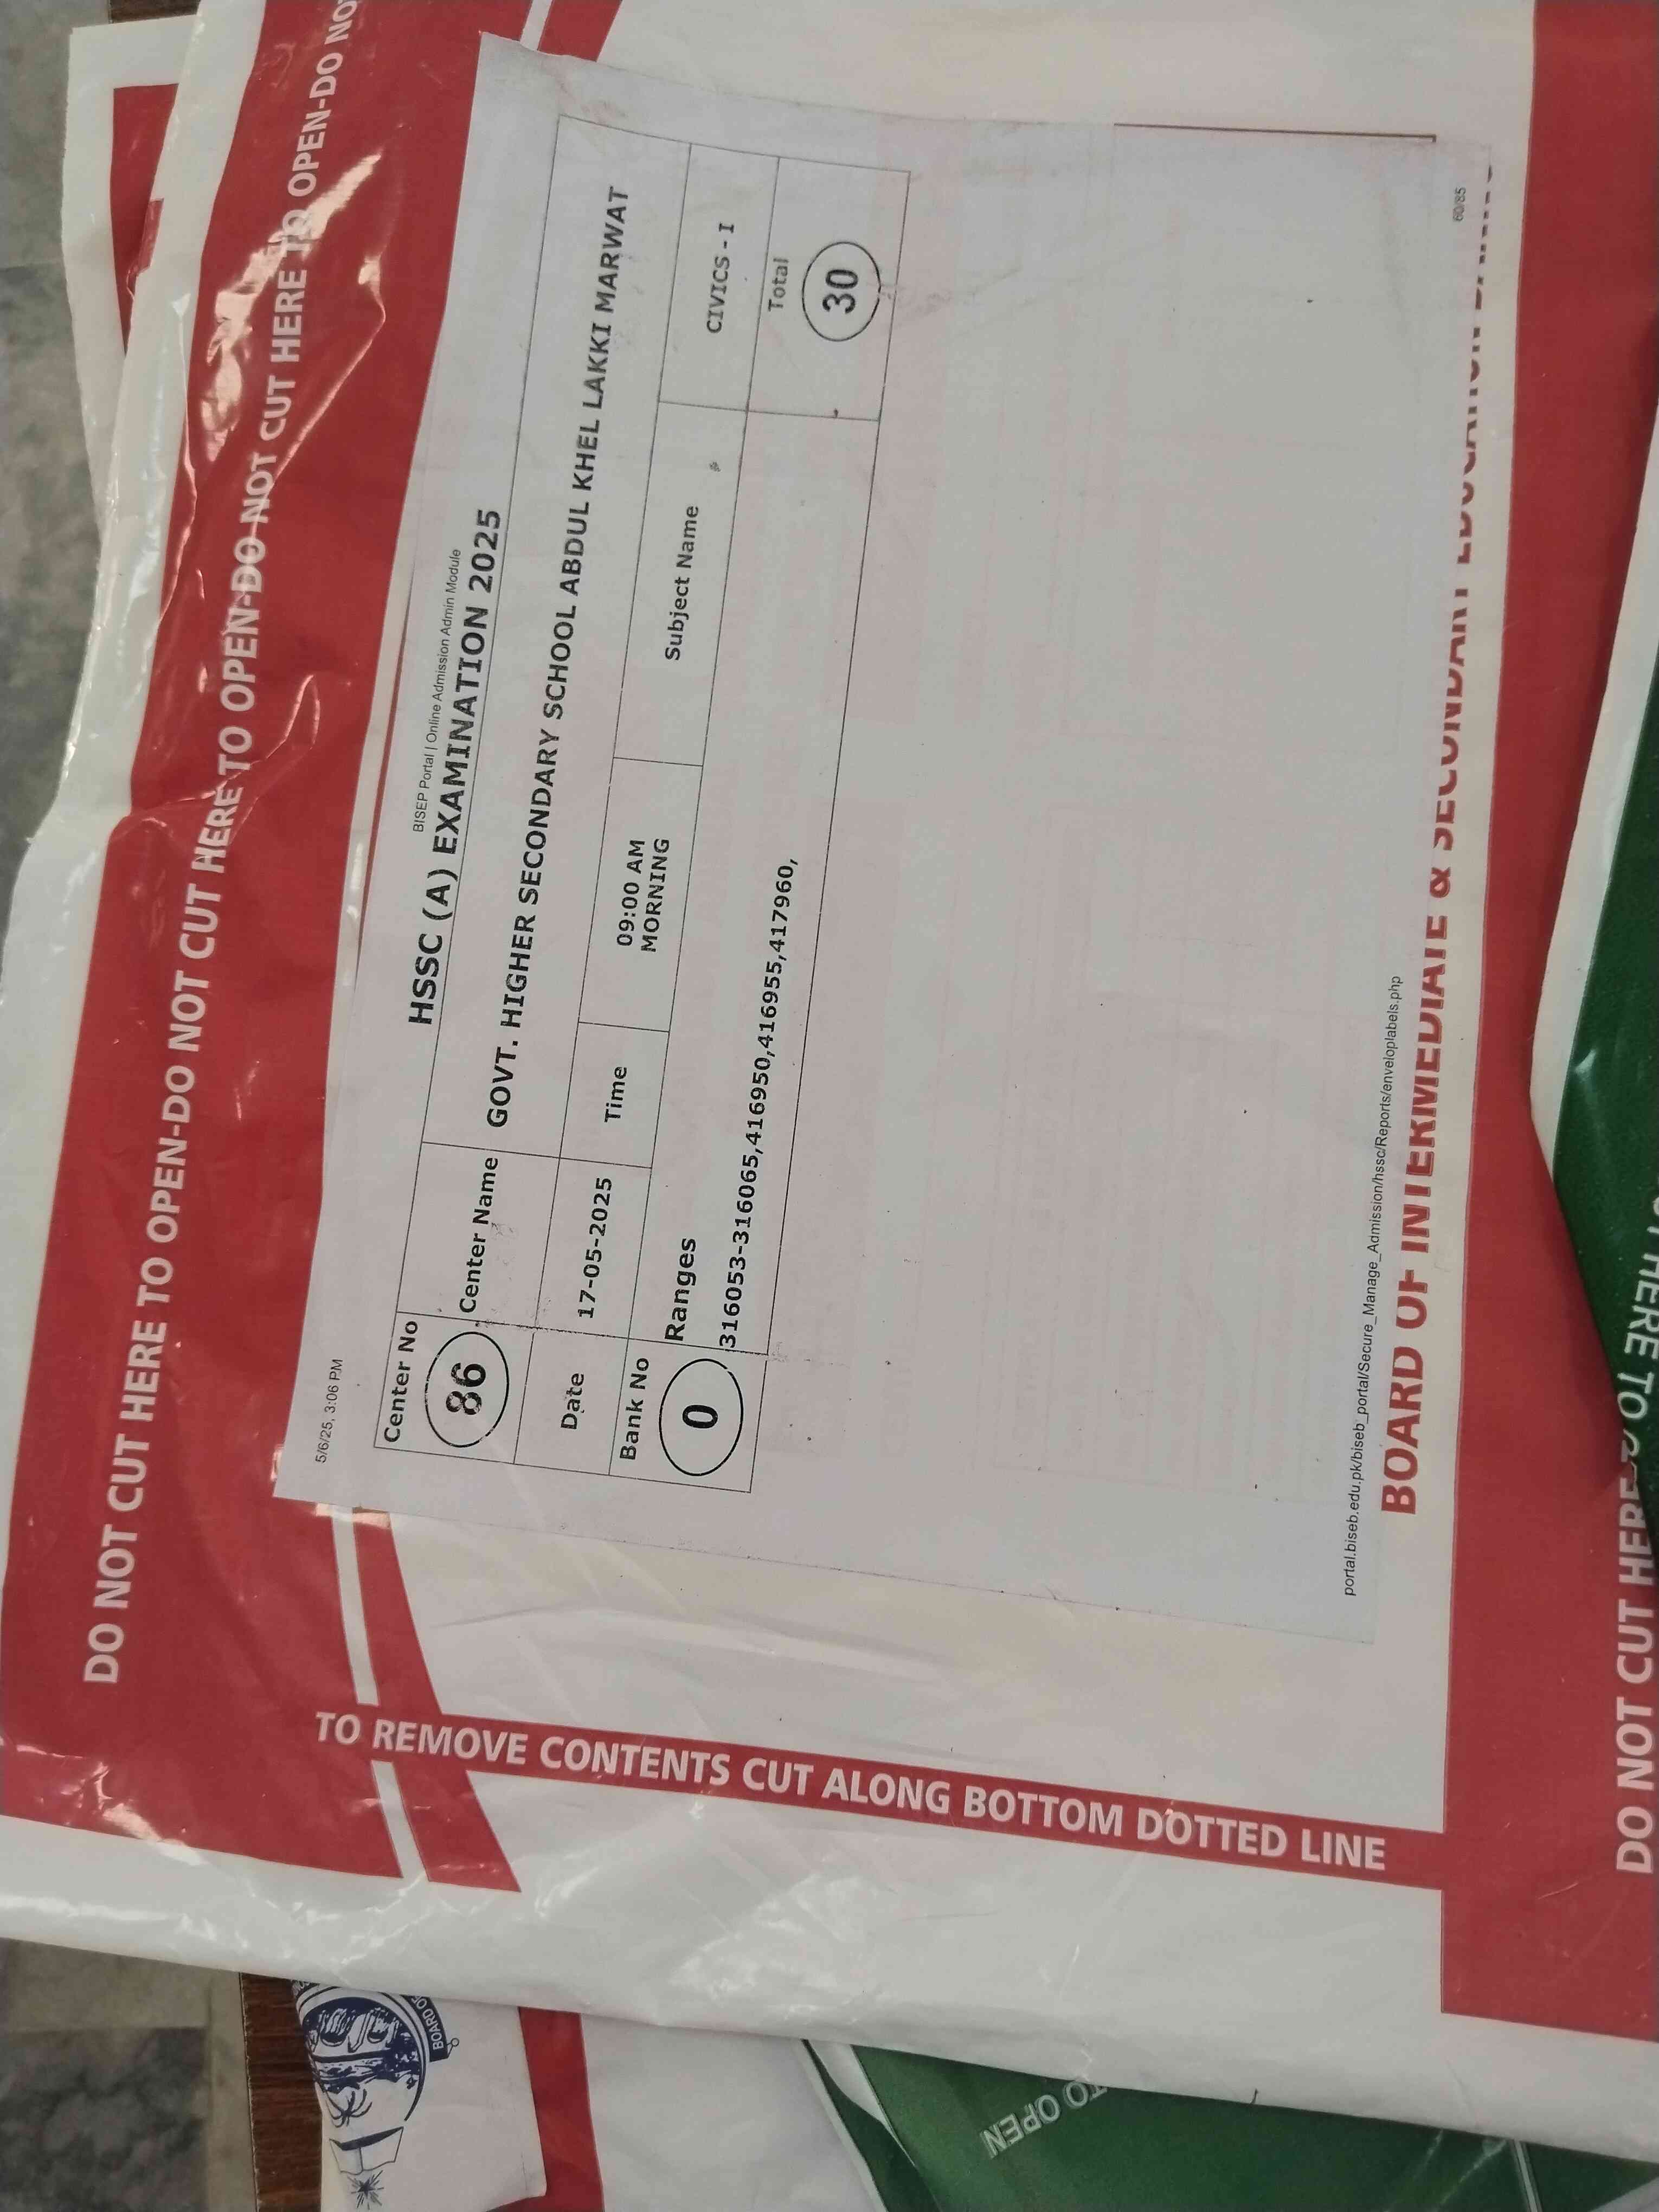 DO NOT CUT HERE TO OPEN-DO NOT CUT HERE TO OPEN-DO NOT CUT HERE TO OPEN-DO NO
5/6/25, 3:06 PM
BISEP Portal | Online Admission Admin Module
HSSC (A) EXAMINATION 2025
Center No
86
Center Name
GOVT. HIGHER SECONDARY SCHOOL ABDUL KHEL LAKKI MARWAT
Date
17-05-2025
Time
09:00 AM
MORNING
Subject Name
CIVICS - I
Bank No
0
Ranges
316053-316065,416950,416955,417960,
Total
30
portal.biseb.edu.pk/biseb_portal/Secure_Manage_Admission/hssc/Reports/enveloplabels.php
60/85
BOARD OF INTERMEDIATE & SECONDARY EDUCATION
TO REMOVE CONTENTS CUT ALONG BOTTOM DOTTED LINE
DO NOT CUT HERE
HERE TO
TO OPEN
BOARD OF